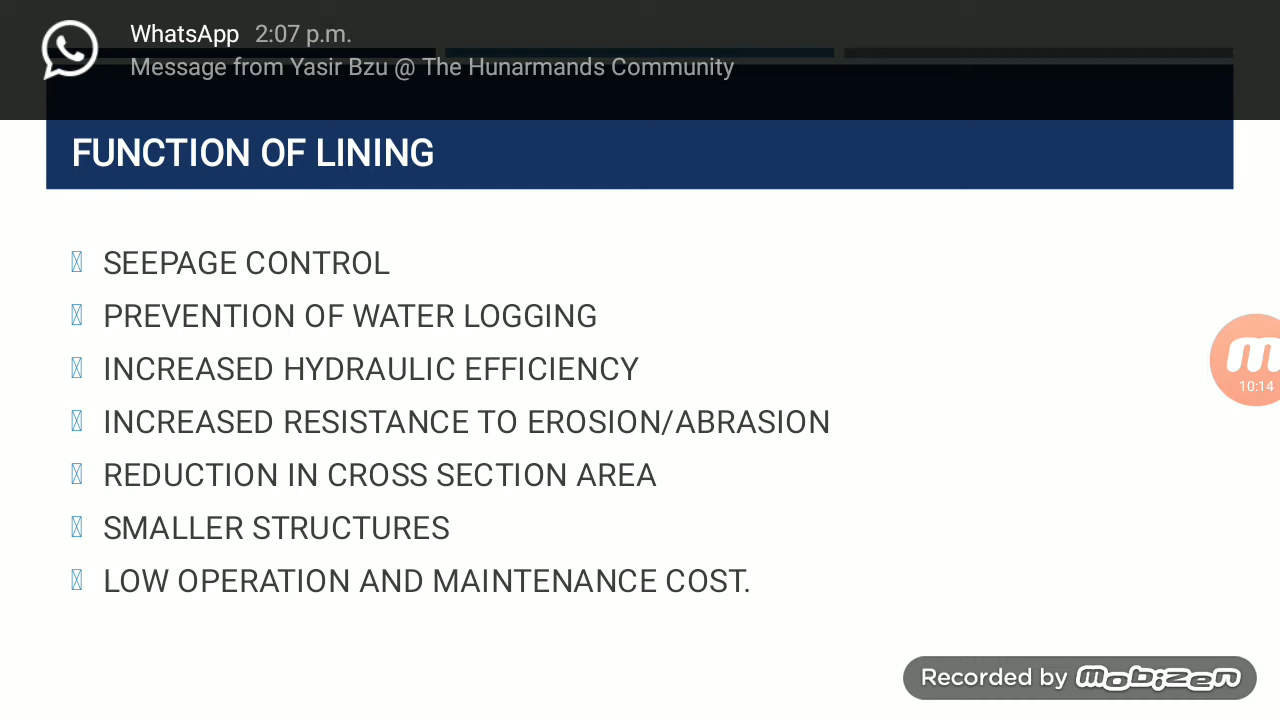 WhatsApp 2:07 p.m.
Message from Yasir Bzu @ The Hunarmands Community
FUNCTION OF LINING
SEEPAGE CONTROL
PREVENTION OF WATER LOGGING
INCREASED HYDRAULIC EFFICIENCY
INCREASED RESISTANCE TO EROSION/ABRASION
REDUCTION IN CROSS SECTION AREA
SMALLER STRUCTURES
LOW OPERATION AND MAINTENANCE COST.
m
10:14
Recorded by mobizen